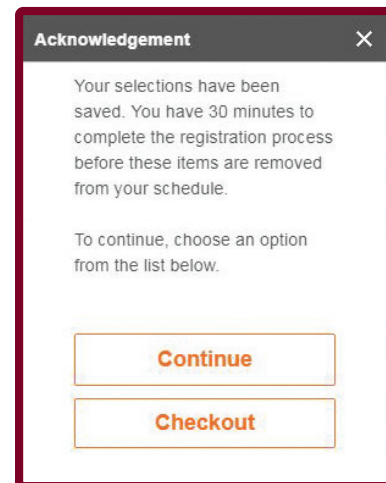 Acknowledgement
Your selections have been
saved. You have 30 minutes to
complete the registration process
before these items are removed
from your schedule.
To continue, choose an option
from the list below.
Continue
Checkout